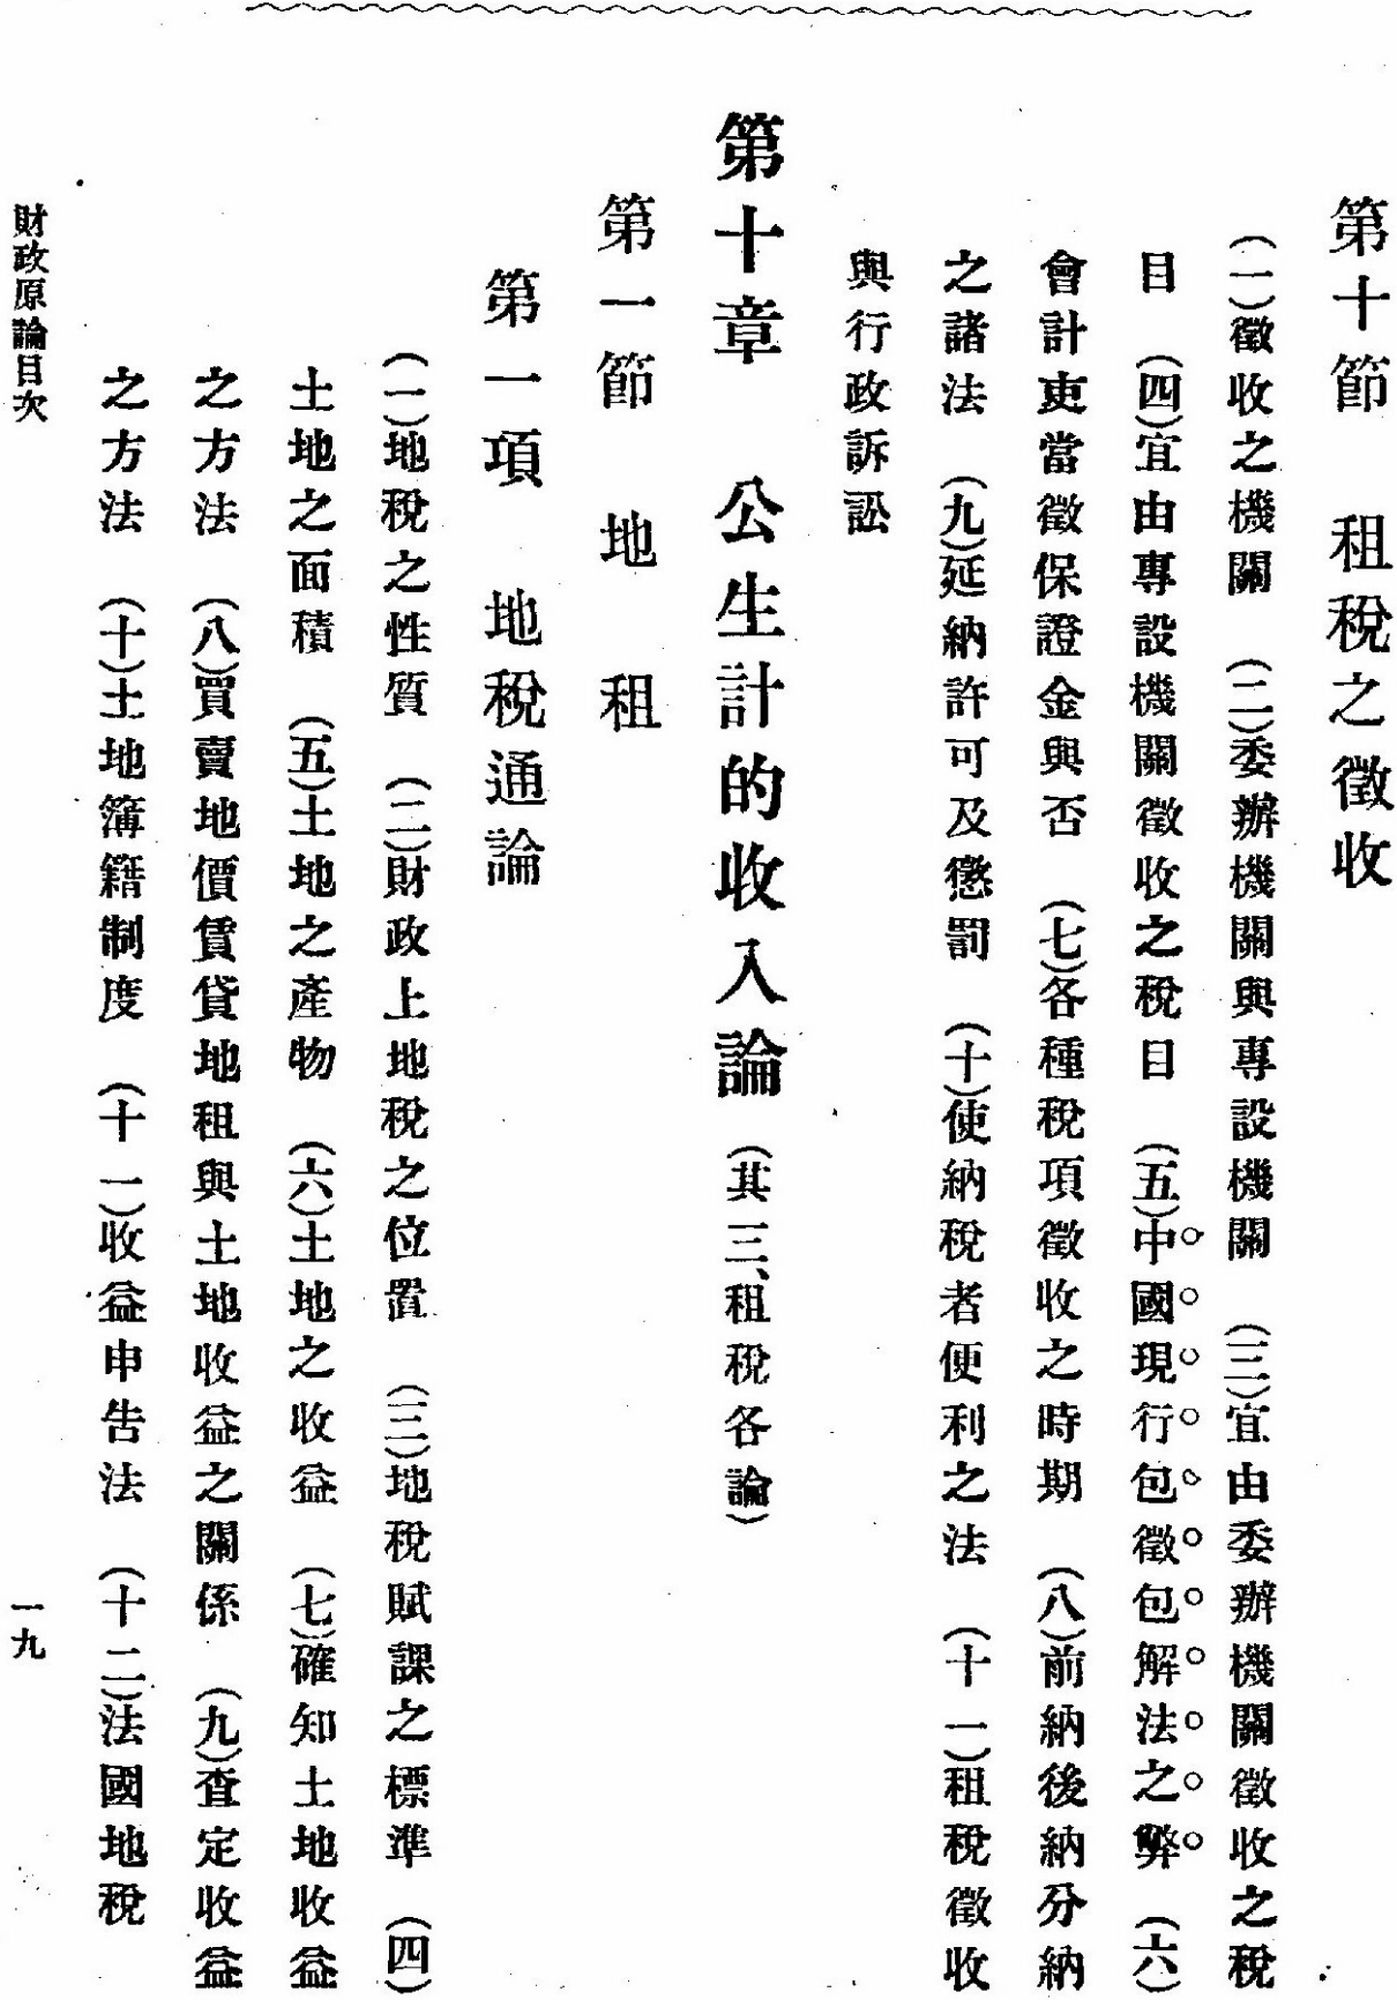 第十節　租稅之徵收
(一)徵收之機關　(二)委辦機關與專設機關　(三)宜由委辦機關徵收之稅
目　(四)宜由專設機關徵收之稅目　(五)中國現行包徵包解法之弊　(六)
會計吏當徵保證金與否　(七)各種稅項徵收之時期　(八)前納後納分納
之諸法　(九)延納許可及懲罰　(十)使納稅者便利之法　(十一)租稅徵收
與行政訴訟
第十章　公生計的收入論　(其三、租稅各論)
第一節　地　租
第一項　地稅通論
(一)地稅之性質　(二)財政上地稅之位置　(三)地稅賦課之標準　(四)
土地之面積　(五)土地之產物　(六)土地之收益　(七)確知土地收益
之方法　(八)買賣地價賃貸地租與土地收益之關係　(九)查定收益
之方法　(十)土地簿籍制度　(十一)收益申告法　(十二)法國地稅
財政原論目次
一九